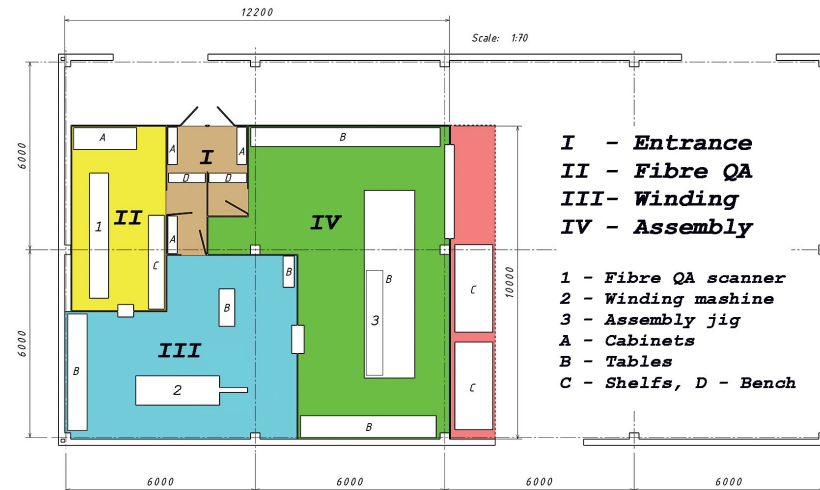 12200
Scale: 1:70
I - Entrance
II - Fibre QA
III- Winding
IV - Assembly
1 - Fibre QA scanner
2 - Winding mashine
3 - Assembly jig
A - Cabinets
B - Tables
C - Shelfs, D - Bench
6000
6000
10000
A
1
II
C
A
I
A
D
D
A
B
IV
B
3
B
B
B
III
2
B
C
C
6000
6000
6000
6000